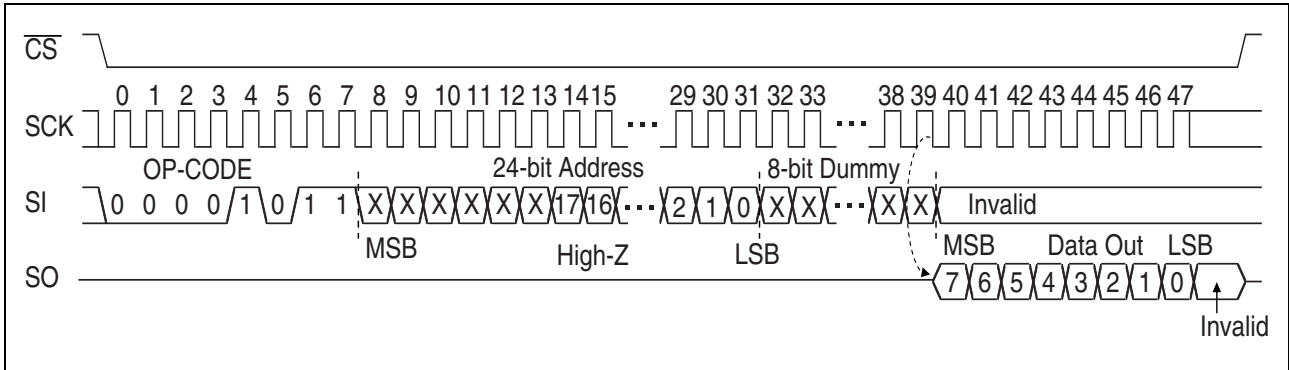 CS
0 1 2 3 4 5 6 7 8 9 10 11 12 13 14 15 29 30 31 32 33 38 39 40 41 42 43 44 45 46 47
SCK ··· ···
OP-CODE 24-bit Address 8-bit Dummy
SI 0 0 0 0 1 0 1 1 X X X X X X 17 16 ··· 2 1 0 X X ··· X X Invalid
MSB High-Z LSB MSB Data Out LSB
SO 7 6 5 4 3 2 1 0
Invalid